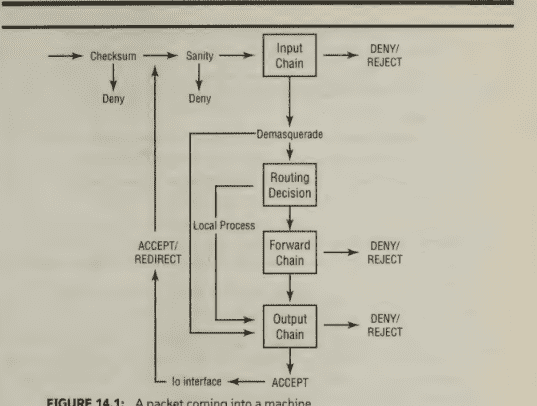 Checksum
Sanity
Input
Chain
DENY/
REJECT
Deny
Deny
Demasquerade
Routing
Decision
Local Process
ACCEPT/
REDIRECT
Forward
Chain
DENY/
REJECT
Output
Chain
DENY/
REJECT
lo interface
ACCEPT
FIGURE 14.1: A packet coming into a machine